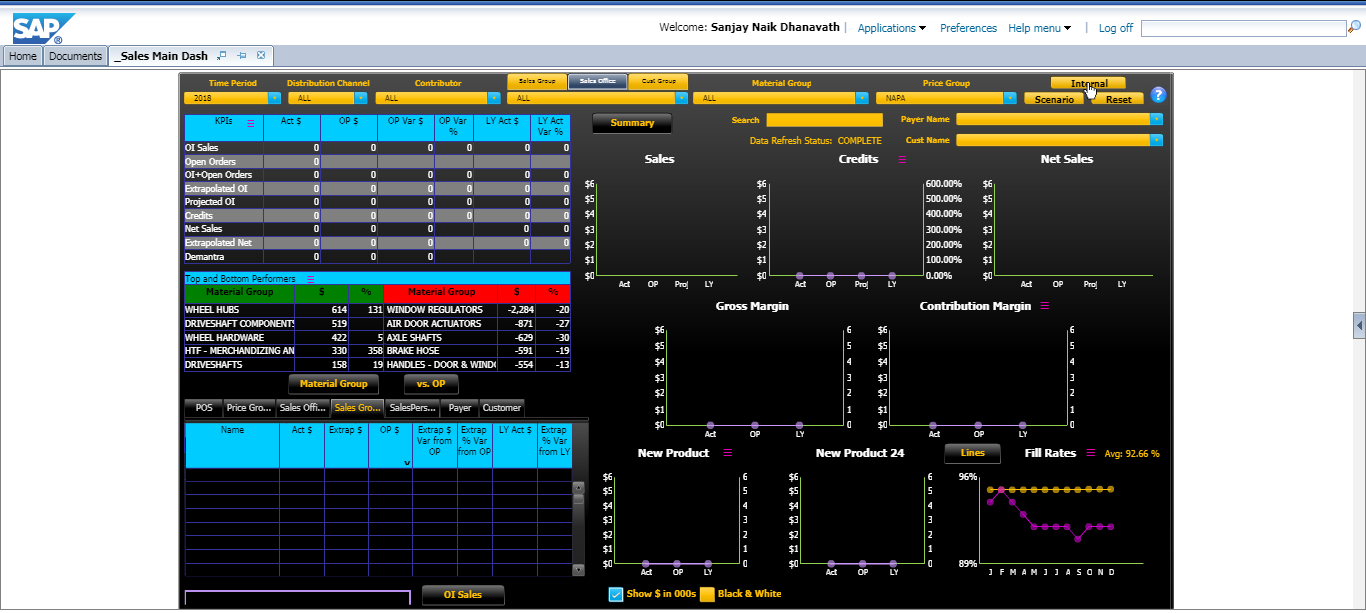 SAP ®
Welcome: Sanjay Naik Dhanavath | Applications Preferences Help menu | Log off
Home Documents _Sales Main Dash
Time Period Distribution Channel Contributor Sales Group Sales Office Cust Group Material Group Price Group Internal
2018 ALL ALL ALL ALL NAPA Scenario Reset ?
KPIs Act $ OP $ OP Var $ OP Var % LY Act $ LY Act Var %
OI Sales 0 0 0 0 0 0
Open Orders 0
OI+Open Orders 0 0 0 0 0 0
Extrapolated OI 0 0 0 0 0 0
Projected OI 0 0 0 0 0 0
Credits 0 0 0 0 0 0
Net Sales 0 0 0 0 0
Extrapolated Net 0 0 0 0 0
Demantra 0 0 0
Summary Search Payer Name
Data Refresh Status: COMPLETE Cust Name
Sales
$6
$5
$4
$3
$2
$1
$0
Act OP Proj LY
Credits
$6 600.00%
$5 500.00%
$4 400.00%
$3 300.00%
$2 200.00%
$1 100.00%
$0 0.00%
Act OP Proj LY
Net Sales
$6
$5
$4
$3
$2
$1
$0
Act OP Proj LY
Top and Bottom Performers
Material Group $ % Material Group $ %
WHEEL HUBS 614 131 WINDOW REGULATORS -2,284 -20
DRIVESHAFT COMPONENTS 519 AIR DOOR ACTUATORS -871 -27
WHEEL HARDWARE 422 5 AXLE SHAFTS -629 -30
HTF - MERCHANDIZING AN 330 358 BRAKE HOSE -591 -19
DRIVESHAFTS 158 19 HANDLES - DOOR & WINDO -554 -13
Material Group vs. OP
Gross Margin
$6 6
$5 5
$4 4
$3 3
$2 2
$1 1
$0 0
Act OP LY
Contribution Margin
$6 6
$5 5
$4 4
$3 3
$2 2
$1 1
$0 0
Act OP LY
POS Price Gro... Sales Offi... Sales Gro... SalesPers... Payer Customer
Name Act $ Extrap $ OP $ Extrap $ Var from OP Extrap % Var from OP LY Act $ Extrap % Var from LY
v
New Product
$6 6
$5 5
$4 4
$3 3
$2 2
$1 1
$0 0
Act OP LY
New Product 24
$6 6
$5 5
$4 4
$3 3
$2 2
$1 1
$0 0
Act OP LY
Lines Fill Rates Avg: 92.66 %
96%
89%
J F M A M J J A S O N D
OI Sales Show $ in 000s Black & White